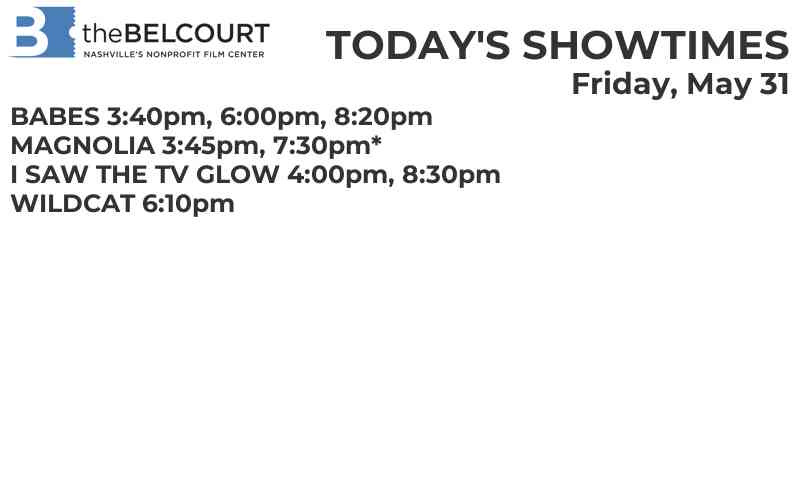 B theBELCOURT
NASHVILLE'S NONPROFIT FILM CENTER
TODAY'S SHOWTIMES
Friday, May 31
BABES 3:40pm, 6:00pm, 8:20pm
MAGNOLIA 3:45pm, 7:30pm*
I SAW THE TV GLOW 4:00pm, 8:30pm
WILDCAT 6:10pm